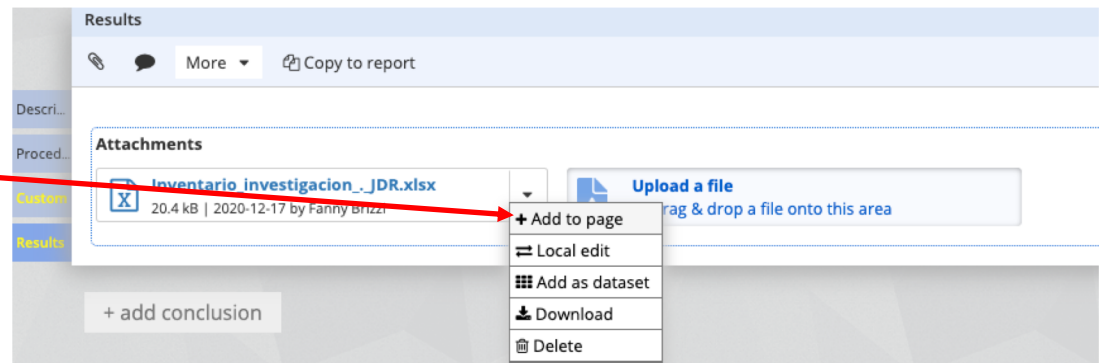 Results
More
Copy to report
Descri...
Proced...
Custom
Results
Attachments
Inventario_investigacion_._JDR.xlsx
20.4 kB | 2020-12-17 by Fanny Brizzi
Upload a file
rag & drop a file onto this area
+ Add to page
Local edit
Add as dataset
Download
Delete
+ add conclusion